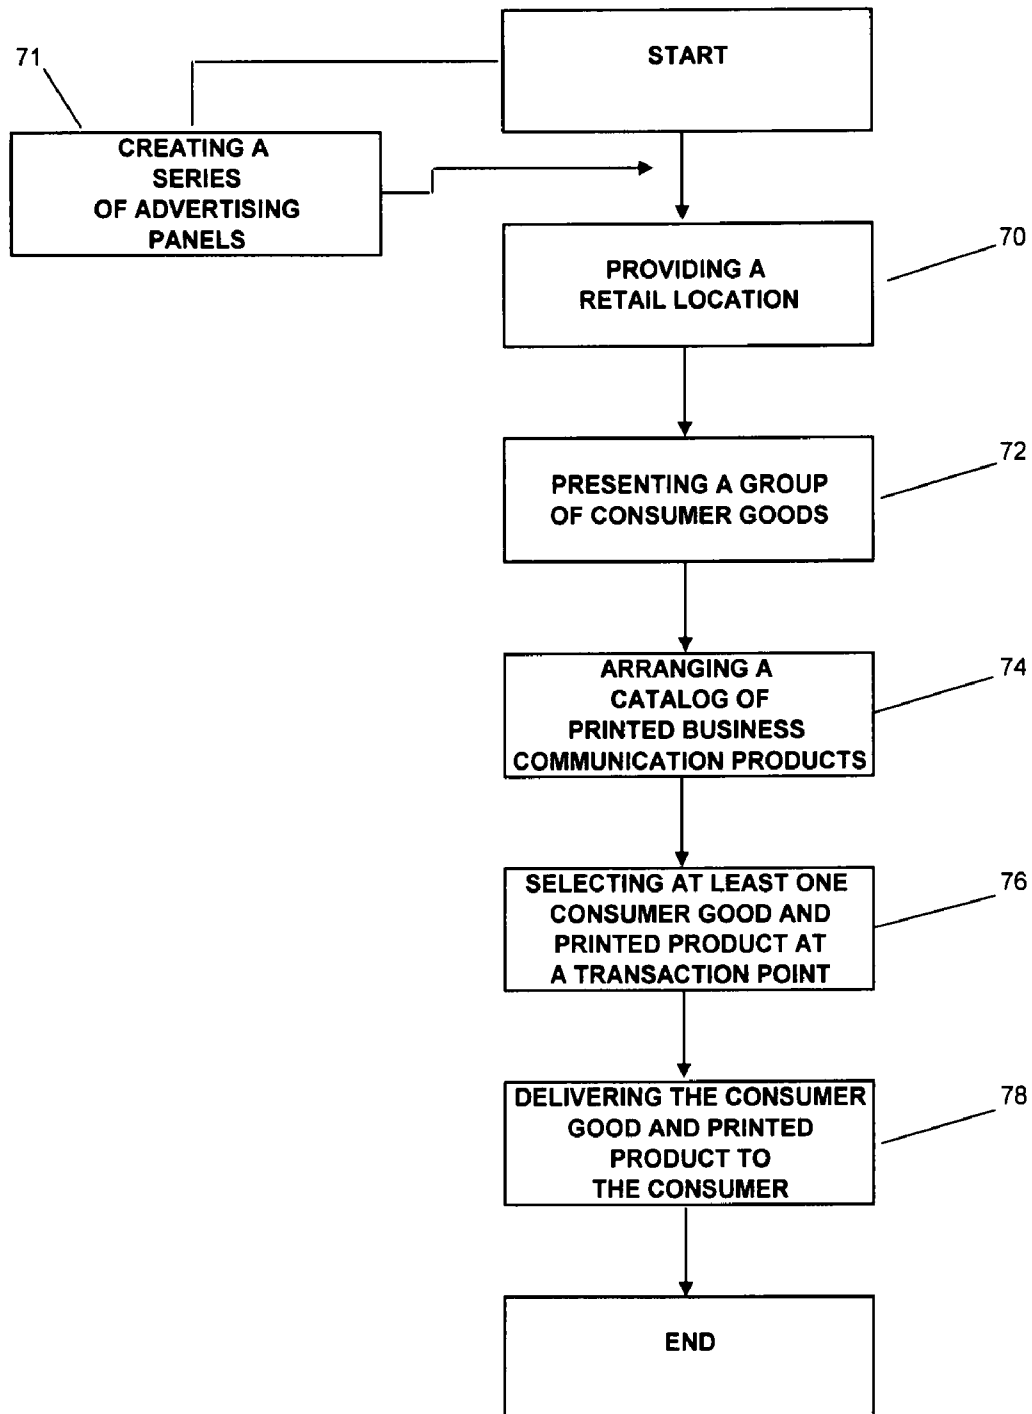 START
71
CREATING A
SERIES
OF ADVERTISING
PANELS
70
PROVIDING A
RETAIL LOCATION
72
PRESENTING A GROUP
OF CONSUMER GOODS
74
ARRANGING A
CATALOG OF
PRINTED BUSINESS
COMMUNICATION PRODUCTS
76
SELECTING AT LEAST ONE
CONSUMER GOOD AND
PRINTED PRODUCT AT
A TRANSACTION POINT
78
DELIVERING THE CONSUMER
GOOD AND PRINTED
PRODUCT TO
THE CONSUMER
END